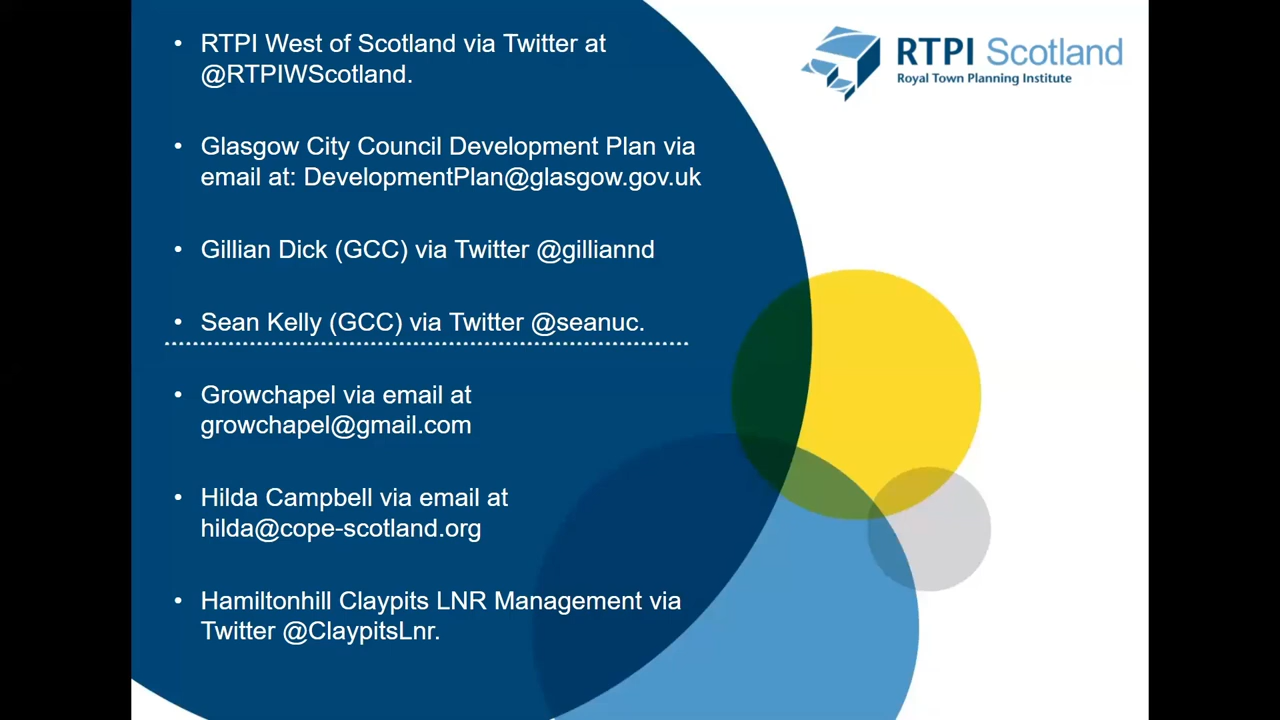 • RTPI West of Scotland via Twitter at
@RTPIWScotland.
• Glasgow City Council Development Plan via
email at: DevelopmentPlan@glasgow.gov.uk
• Gillian Dick (GCC) via Twitter @gilliannd
• Sean Kelly (GCC) via Twitter @seanuc.
• Growchapel via email at
growchapel@gmail.com
• Hilda Campbell via email at
hilda@cope-scotland.org
• Hamiltonhill Claypits LNR Management via
Twitter @ClaypitsLnr.
RTPI Scotland
Royal Town Planning Institute